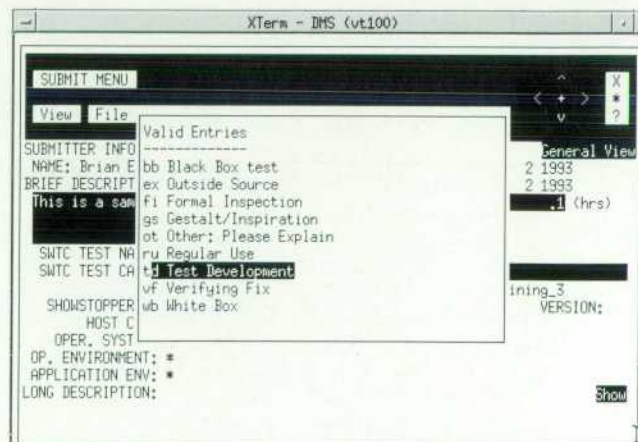 XTerm - DMS (vt100)
SUBMIT MENU
X
< + > *
View File
v ?
Valid Entries
-------------
SUBMITTER INFO
General View
NAME: Brian E
bb Black Box test
2 1993
BRIEF DESCRIPT
ex Outside Source
2 1993
This is a sam
fi Formal Inspection
.1 (hrs)
gs Gestalt/Inspiration
ot Other: Please Explain
SWTC TEST NA
ru Regular Use
SWTC TEST CA
td Test Development
vf Verifying Fix
ining_3
SHOWSTOPPER
wb White Box
VERSION:
HOST C
OPER. SYST
OP. ENVIRONMENT: *
APPLICATION ENV: *
LONG DESCRIPTION:
Show